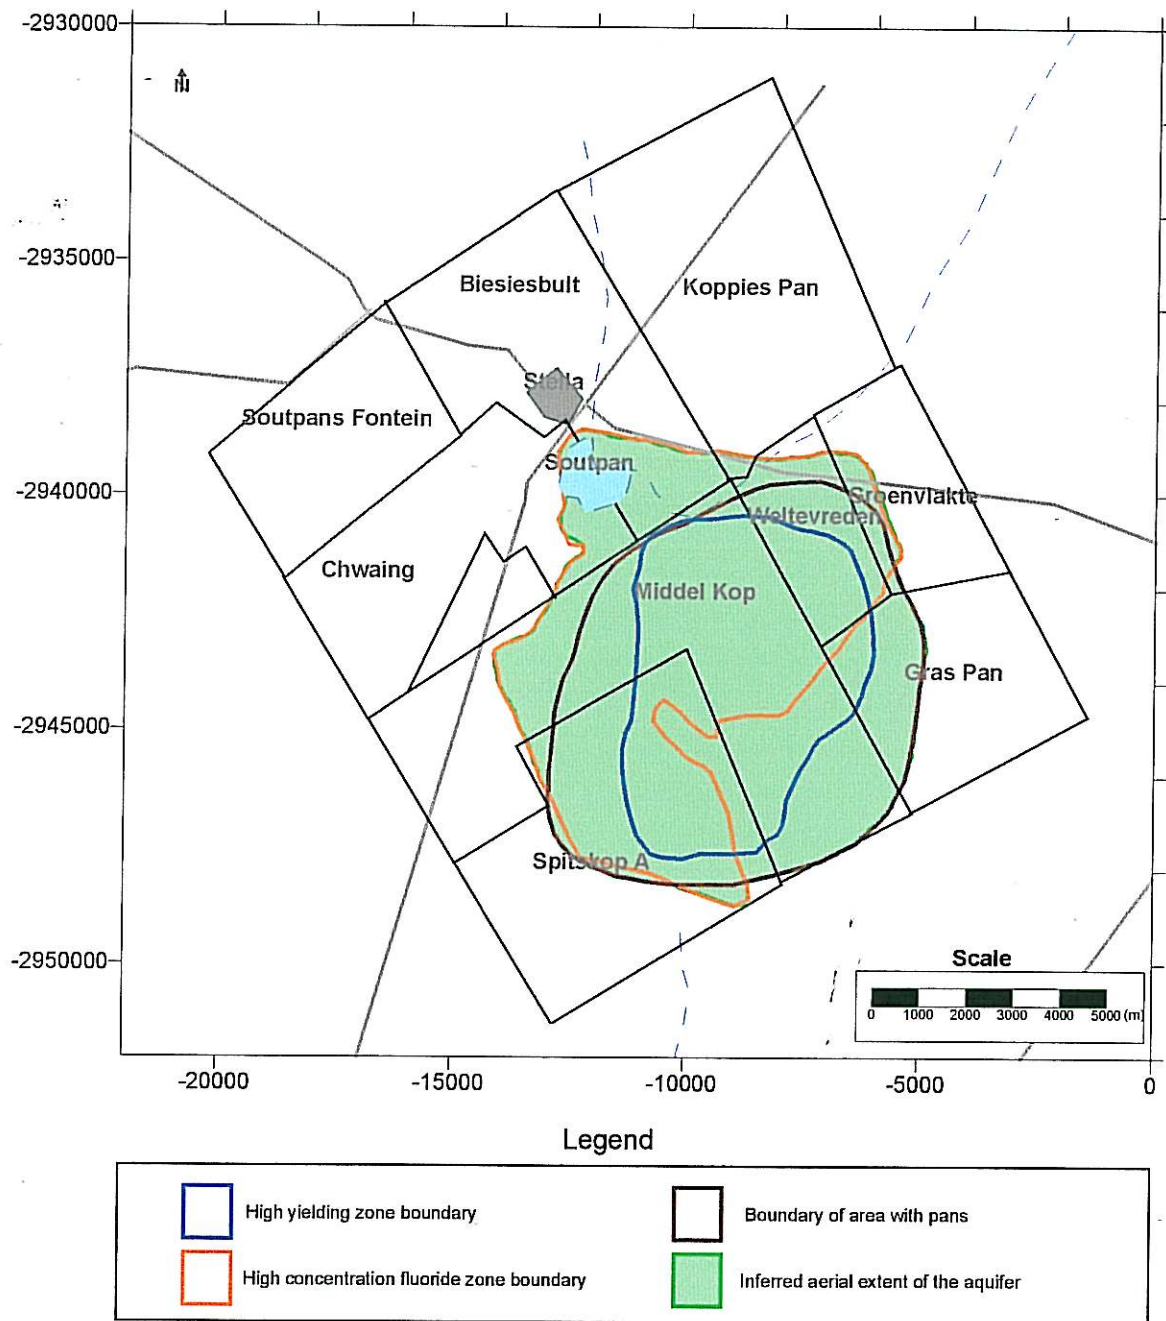 -2930000
N
-2935000
Biesiesbult
Koppies Pan
Stella
Soutpans Fontein
Soutpan
-2940000
Groenvlakte
Weltevreden
Chwaing
Middel Kop
Gras Pan
-2945000
Spitskop A
-2950000
Scale
0 1000 2000 3000 4000 5000 (m)
-20000 -15000 -10000 -5000 0
Legend
High yielding zone boundary
Boundary of area with pans
High concentration fluoride zone boundary
Inferred aerial extent of the aquifer